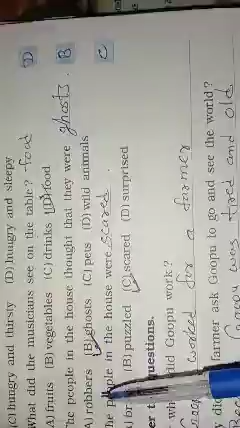 (C) hungry and thirsty (D) hungry and sleepy D
What did the musicians see on the table? -food
A) fruits (B) vegetables (C) drinks (D) food
he people in the house thought that they were ghosts. B
A) robbers (B) ghosts (C) pets (D) wild animals
he people in the house were scared. C
(B) puzzled (C) scared (D) surprised
questions.
did Goopu work?
worked for a farmer
farmer ask Goopu to go and see the world?
Goopu was tired and old